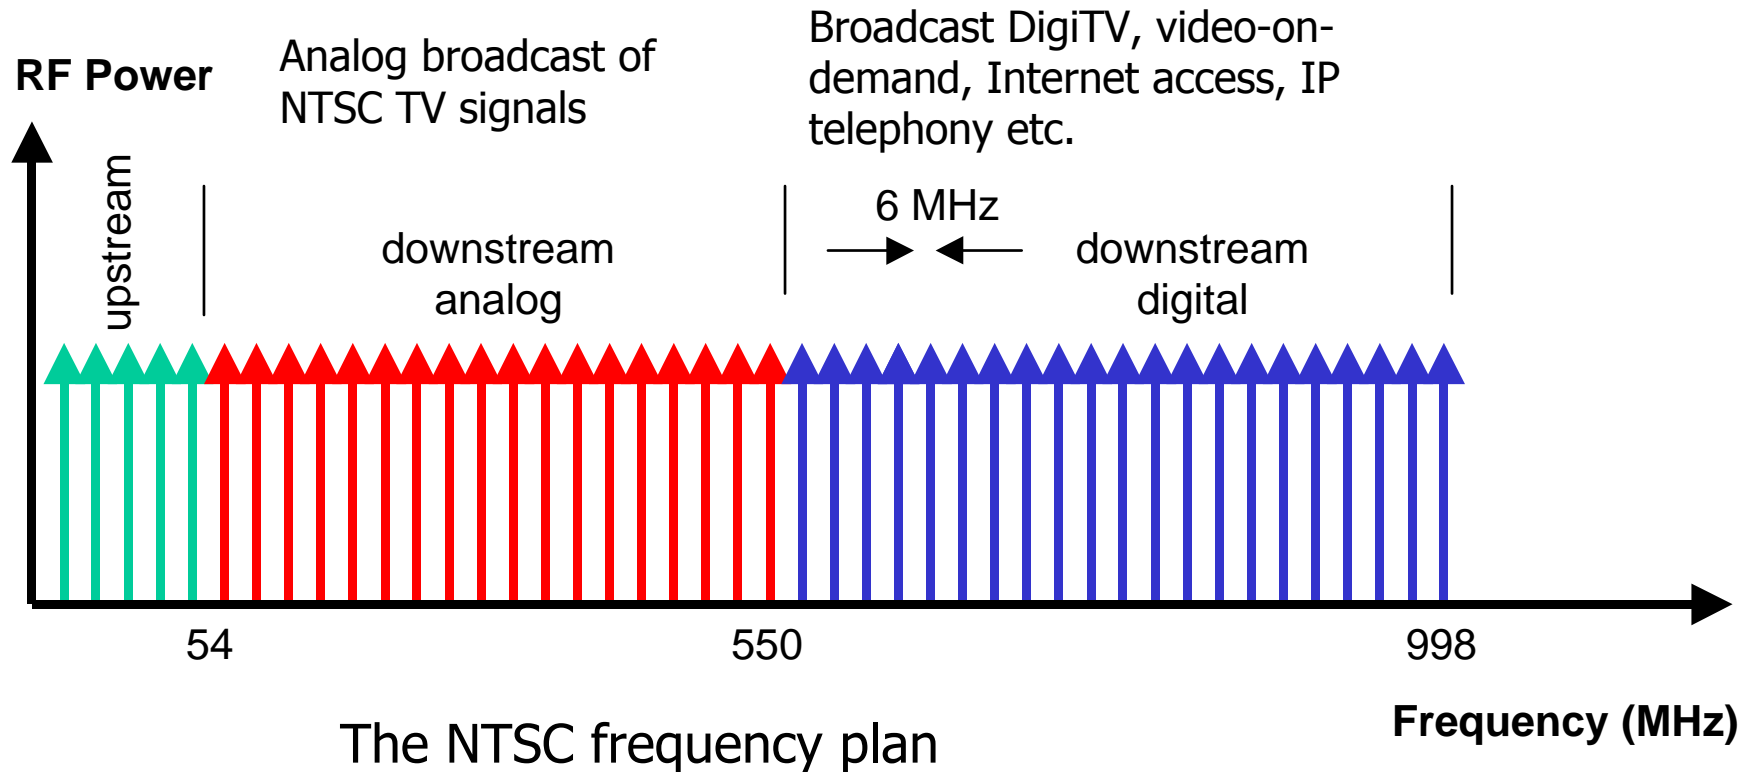 RF Power
Analog broadcast of
NTSC TV signals
Broadcast DigiTV, video-on-
demand, Internet access, IP
telephony etc.
upstream
downstream
analog
6 MHz
downstream
digital
54
550
998
Frequency (MHz)
The NTSC frequency plan